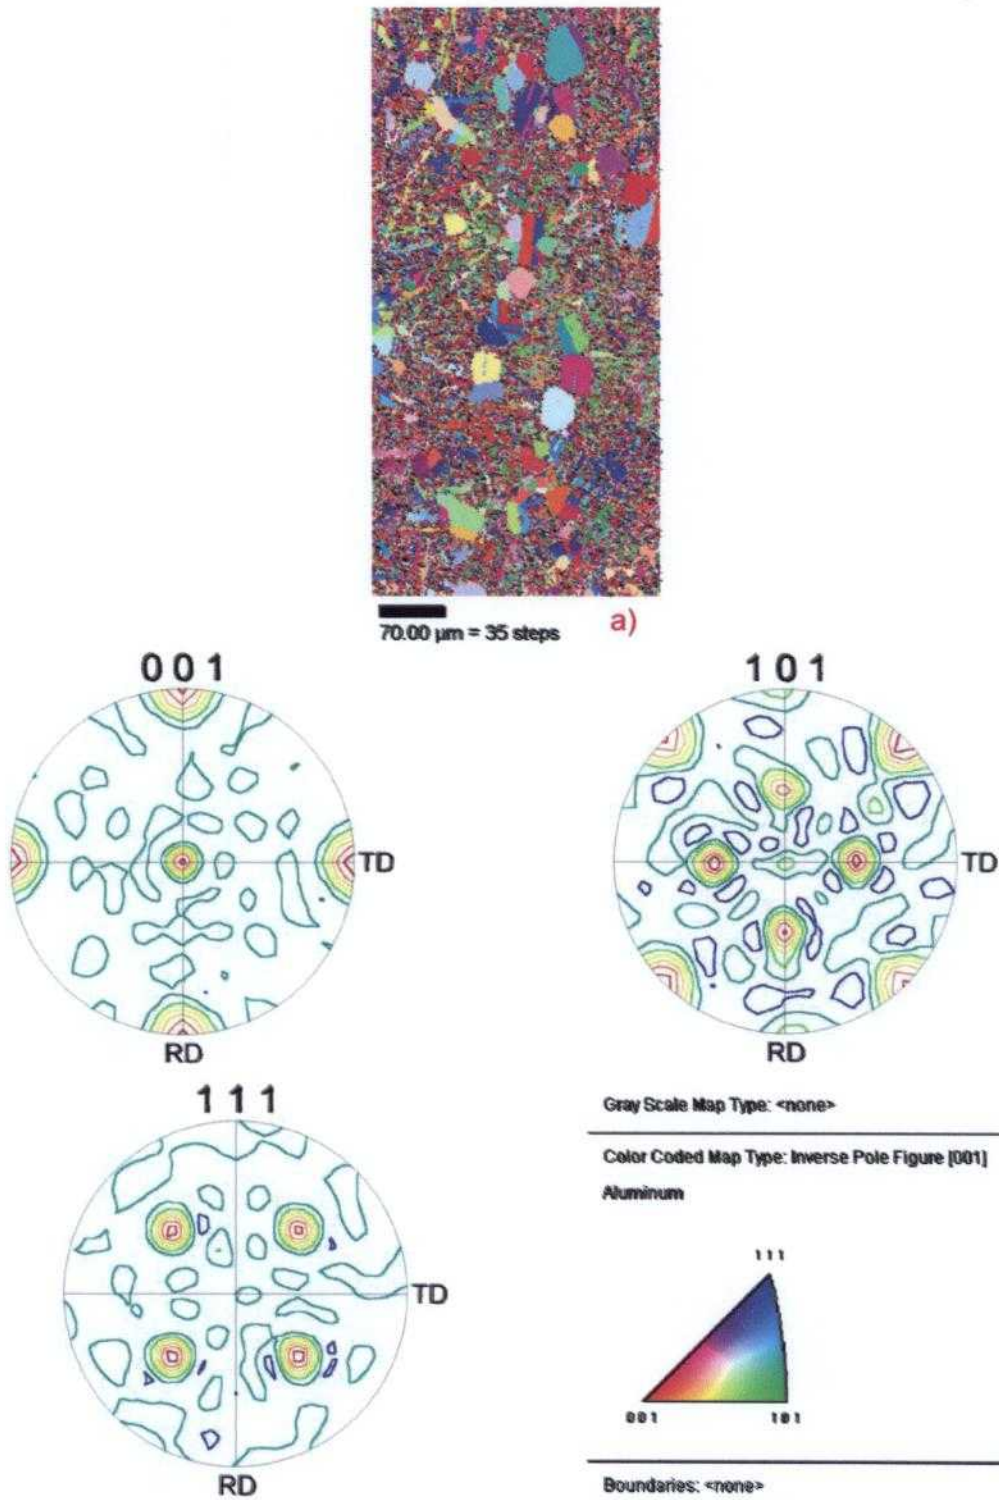 70.00 µm = 35 steps
a)
0 0 1
1 0 1
TD
TD
RD
RD
1 1 1
TD
RD
Gray Scale Map Type: <none>
Color Coded Map Type: Inverse Pole Figure [001]
Aluminum
111
001
101
Boundaries: <none>